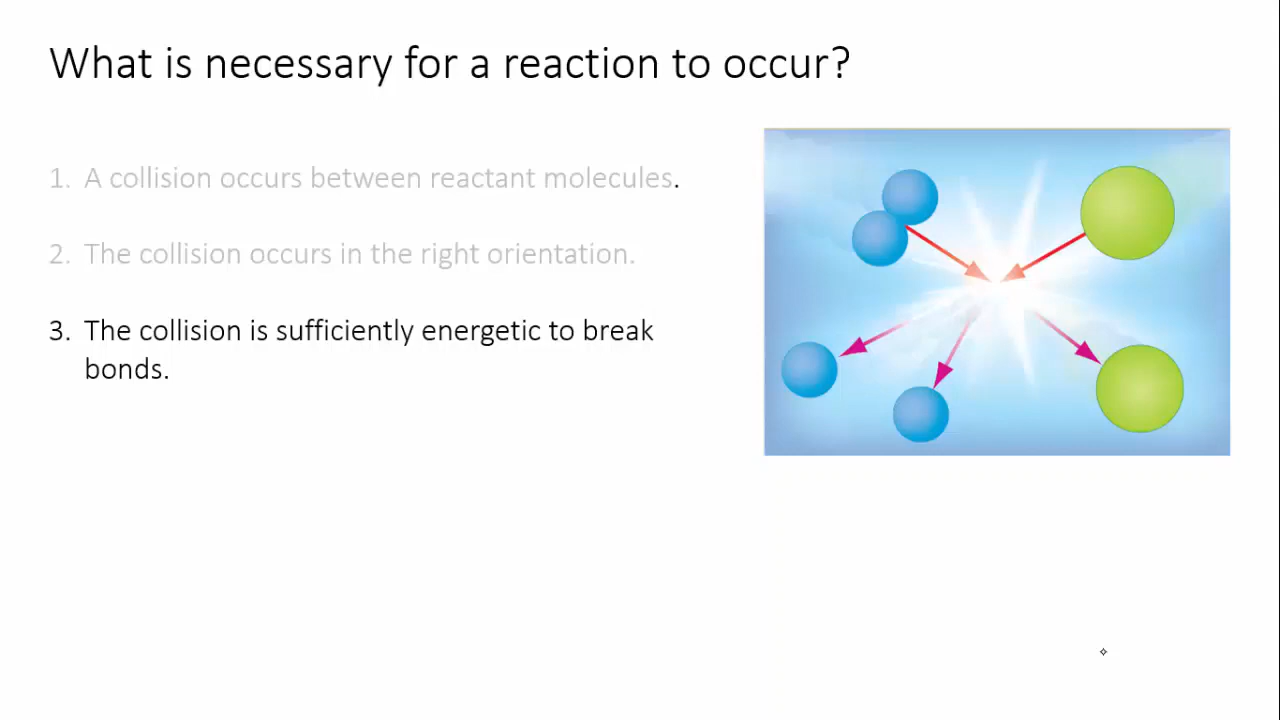 What is necessary for a reaction to occur?
1. A collision occurs between reactant molecules.
2. The collision occurs in the right orientation.
3. The collision is sufficiently energetic to break
bonds.